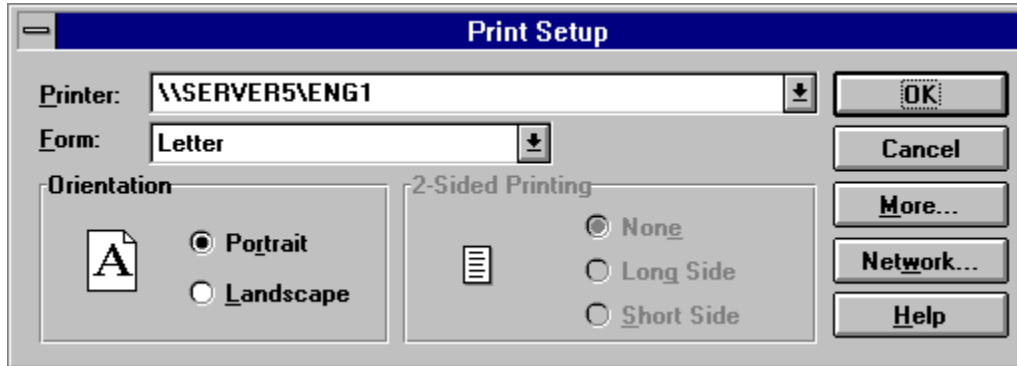 Print Setup
Printer: \\SERVER5\ENG1
OK
Form: Letter
Cancel
Orientation
2-Sided Printing
More...
A
Portrait
None
Network...
Long Side
Landscape
Short Side
Help